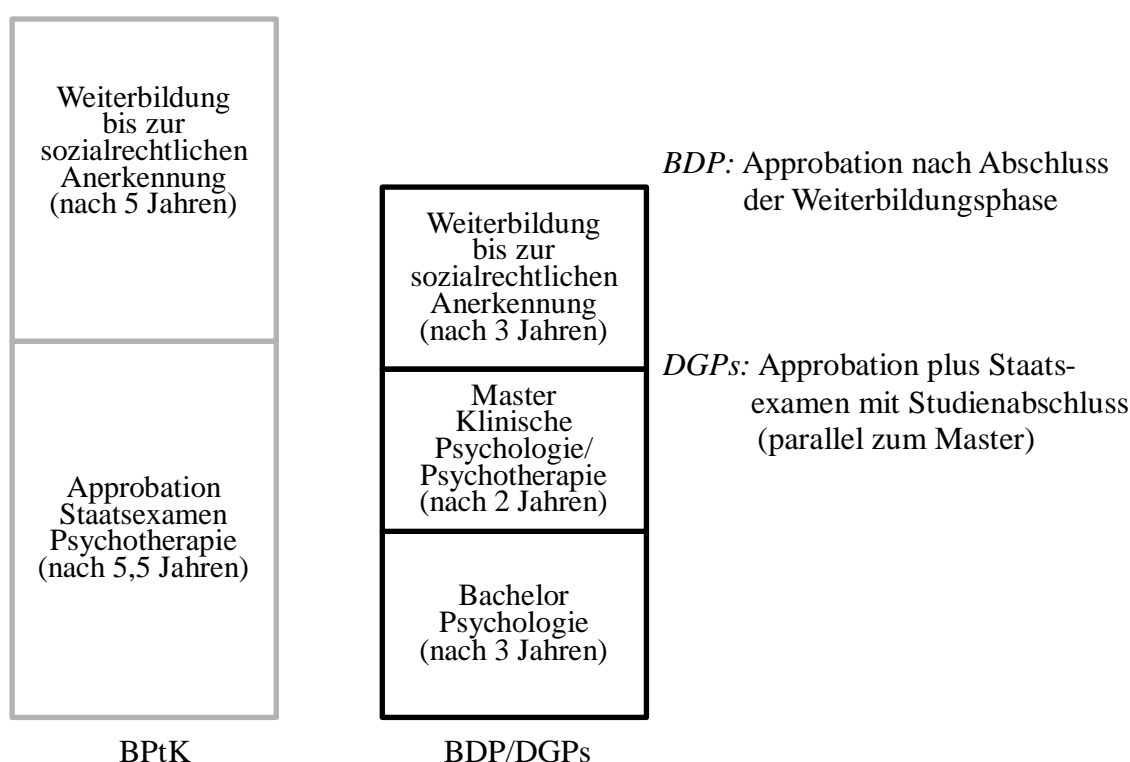 Weiterbildung
bis zur
sozialrechtlichen
Anerkennung
(nach 5 Jahren)
Approbation
Staatsexamen
Psychotherapie
(nach 5,5 Jahren)
BPtK
Weiterbildung
bis zur
sozialrechtlichen
Anerkennung
(nach 3 Jahren)
Master
Klinische
Psychologie/
Psychotherapie
(nach 2 Jahren)
Bachelor
Psychologie
(nach 3 Jahren)
BDP/DGPs
BDP: Approbation nach Abschluss
der Weiterbildungsphase
DGPs: Approbation plus Staats-
examen mit Studienabschluss
(parallel zum Master)